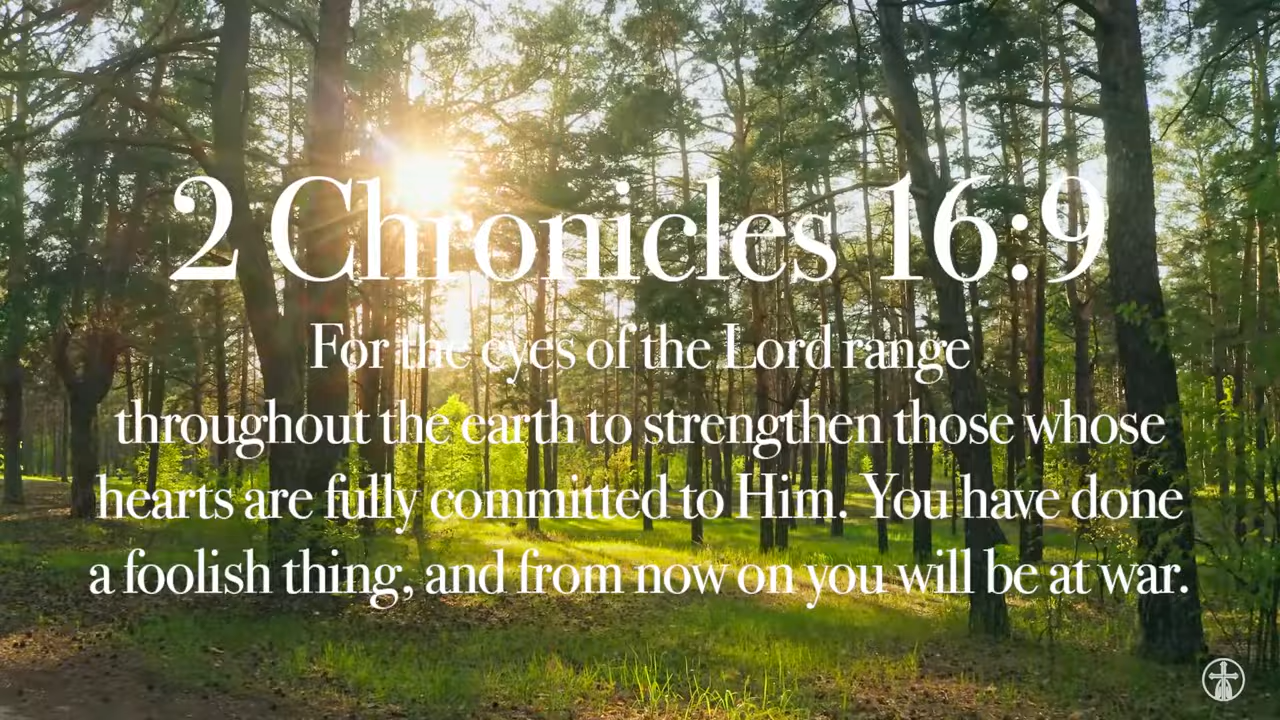 2 Chronicles 16:9
For the eyes of the Lord range
throughout the earth to strengthen those whose
hearts are fully committed to Him. You have done
a foolish thing, and from now on you will be at war.